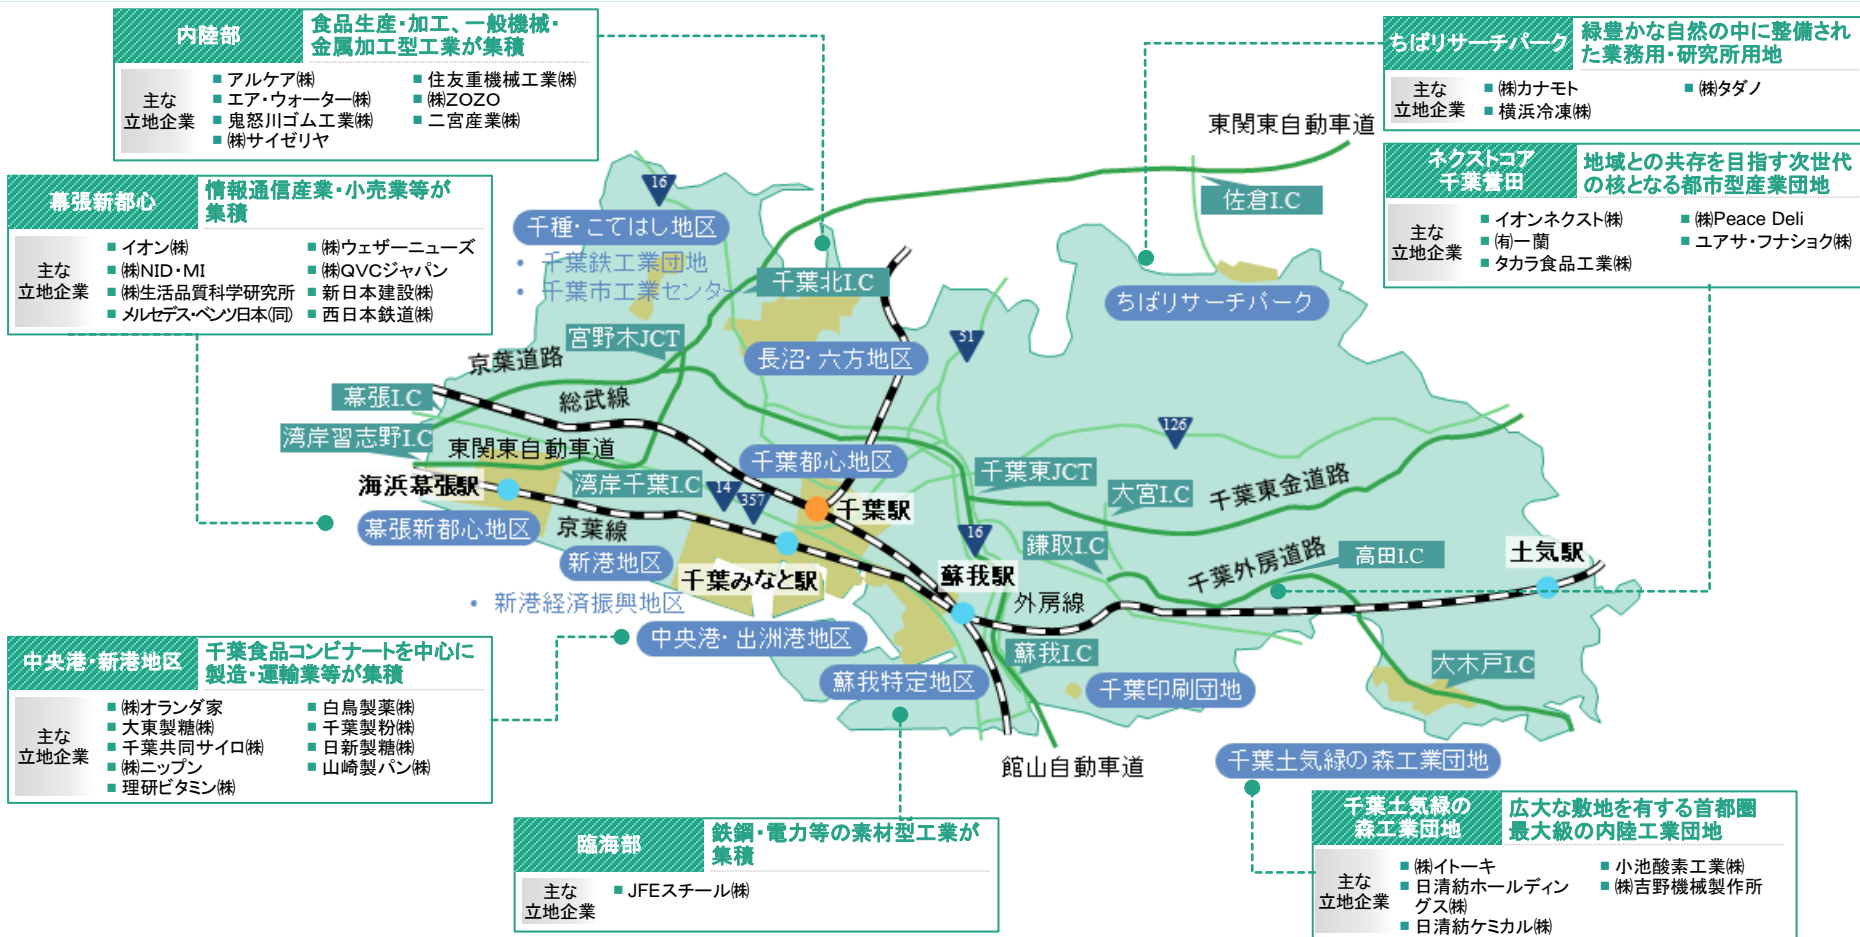 内陸部
食品生産・加工、一般機械・
金属加工型工業が集積
主な
立地企業
■ アルケア㈱
■ エア・ウォーター㈱
■ 鬼怒川ゴム工業㈱
■ ㈱サイゼリヤ
■ 住友重機械工業㈱
■ ㈱ZOZO
■ 二宮産業㈱
ちばリサーチパーク
緑豊かな自然の中に整備され
た業務用・研究所用地
主な
立地企業
■ ㈱カナモト
■ 横浜冷凍㈱
■ ㈱タダノ
ネクストコア
千葉誉田
地域との共存を目指す次世代
の核となる都市型産業団地
主な
立地企業
■ イオンネクスト㈱
■ ㈲一蘭
■ タカラ食品工業㈱
■ ㈱Peace Deli
■ ユアサ・フナショク㈱
幕張新都心
情報通信産業・小売業等が
集積
主な
立地企業
■ イオン㈱
■ ㈱NID・MI
■ ㈱生活品質科学研究所
■ メルセデス・ベンツ日本(同)
■ ㈱ウェザーニューズ
■ ㈱QVCジャパン
■ 新日本建設㈱
■ 西日本鉄道㈱
東関東自動車道
佐倉I.C
16
千種・こてはし地区
• 千葉鉄工業団地
• 千葉市工業センター
千葉北I.C
ちばリサーチパーク
宮野木JCT
51
京葉道路
長沼・六方地区
幕張I.C
総武線
湾岸習志野I.C
東関東自動車道
126
千葉都心地区
千葉東JCT
海浜幕張駅
湾岸千葉I.C
14
357
大宮I.C
千葉東金道路
千葉駅
幕張新都心地区
京葉線
16
鎌取I.C
新港地区
千葉みなと駅
蘇我駅
千葉外房道路
高田I.C
土気駅
• 新港経済振興地区
外房線
中央港・出洲港地区
蘇我I.C
大木戸I.C
蘇我特定地区
千葉印刷団地
館山自動車道
千葉土気緑の森工業団地
中央港・新港地区
千葉食品コンビナートを中心に
製造・運輸業等が集積
主な
立地企業
■ ㈱オランダ家
■ 大東製糖㈱
■ 千葉共同サイロ㈱
■ ㈱ニップン
■ 理研ビタミン㈱
■ 白鳥製薬㈱
■ 千葉製粉㈱
■ 日新製糖㈱
■ 山崎製パン㈱
臨海部
鉄鋼・電力等の素材型工業が
集積
主な
立地企業
■ JFEスチール㈱
千葉土気緑の
森工業団地
広大な敷地を有する首都圏
最大級の内陸工業団地
主な
立地企業
■ ㈱イトーキ
■ 日清紡ホールディン
グス㈱
■ 日清紡ケミカル㈱
■ 小池酸素工業㈱
■ ㈱吉野機械製作所